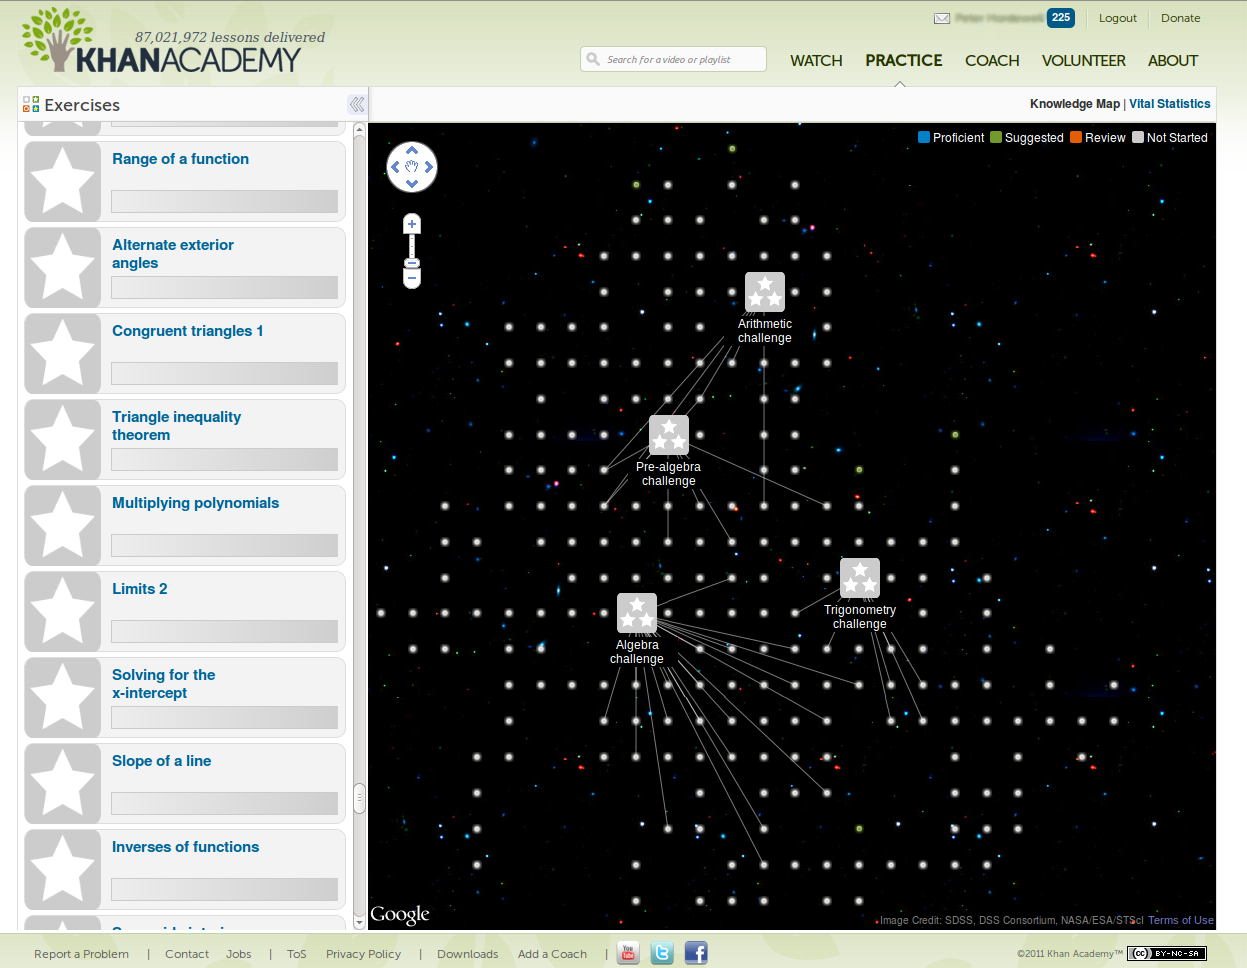 87,021,972 lessons delivered
KHANACADEMY
225
Logout
Donate
Search for a video or playlist
WATCH
PRACTICE
COACH
VOLUNTEER
ABOUT
Exercises
Knowledge Map | Vital Statistics
Proficient
Suggested
Review
Not Started
Range of a function
Alternate exterior
angles
Congruent triangles 1
Triangle inequality
theorem
Multiplying polynomials
Limits 2
Solving for the
x-intercept
Slope of a line
Inverses of functions
Arithmetic
challenge
Pre-algebra
challenge
Trigonometry
challenge
Algebra
challenge
Google
Image Credit: SDSS, DSS Consortium, NASA/ESA/STScI
Terms of Use
Report a Problem | Contact Jobs | ToS Privacy Policy | Downloads Add a Coach |
You
Tube
©2011 Khan Academy™
cc BY-NC-SA